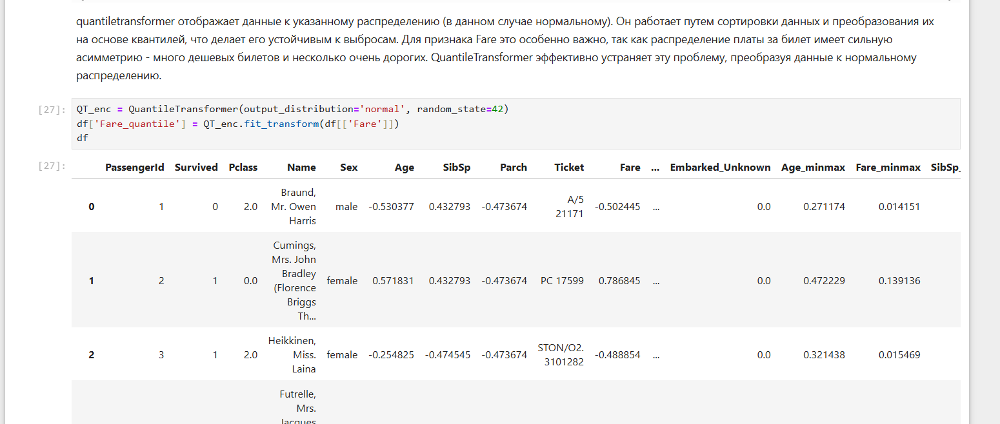 quantiletransformer отображает данные к указанному распределению (в данном случае нормальному). Он работает путем сортировки данных и преобразования их
на основе квантилей, что делает его устойчивым к выбросам. Для признака Fare это особенно важно, так как распределение платы за билет имеет сильную
асимметрию - много дешевых билетов и несколько очень дорогих. QuantileTransformer эффективно устраняет эту проблему, преобразуя данные к нормальному
распределению.
[27]: QT_enc = QuantileTransformer(output_distribution='normal', random_state=42)
df['Fare_quantile'] = QT_enc.fit_transform(df[['Fare']])
df
[27]: PassengerId Survived Pclass Name Sex Age SibSp Parch Ticket Fare ... Embarked_Unknown Age_minmax Fare_minmax SibSp_
Braund,
0 1 0 2.0 Mr. Owen male -0.530377 0.432793 -0.473674 A/5 -0.502445 ... 0.0 0.271174 0.014151
21171
Harris
Cumings,
Mrs. John
Bradley
1 2 1 0.0 (Florence female 0.571831 0.432793 -0.473674 PC 17599 0.786845 ... 0.0 0.472229 0.139136
Briggs
Th...
Heikkinen,
2 3 1 2.0 Miss. female -0.254825 -0.474545 -0.473674 STON/O2. -0.488854 ... 0.0 0.321438 0.015469
3101282
Laina
Futrelle,
Mrs.
Jacques